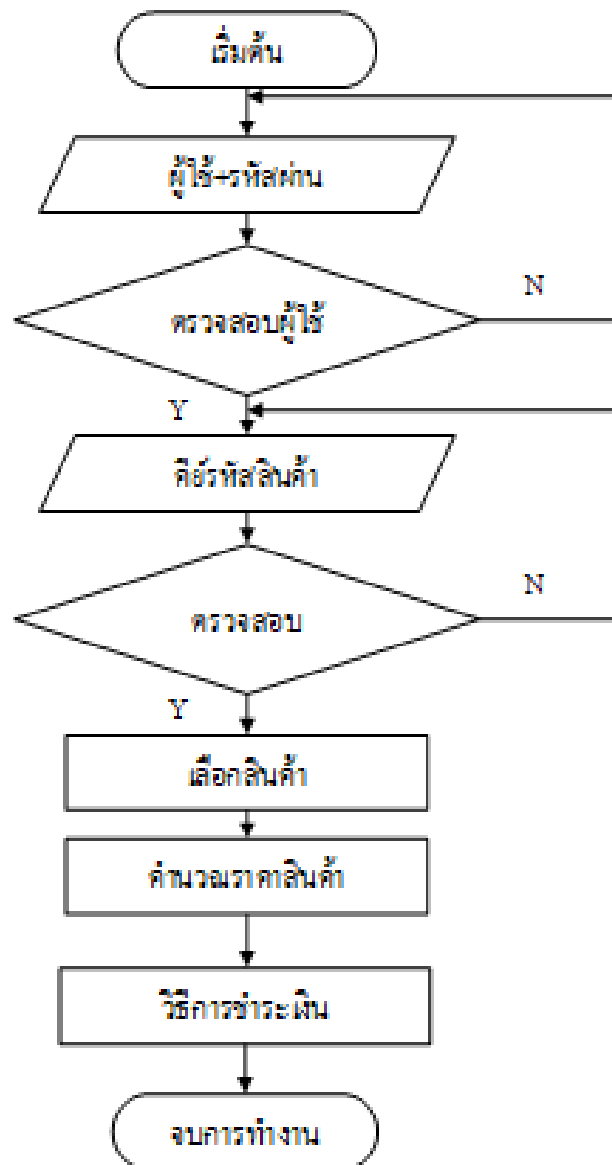 เริ่มต้น
ผู้ใช้+รหัสผ่าน
ตรวจสอบผู้ใช้
N
Y
คีย์รหัสสินค้า
ตรวจสอบ
N
Y
เลือกสินค้า
คำนวณราคาสินค้า
วิธีการชำระเงิน
จบการทำงาน